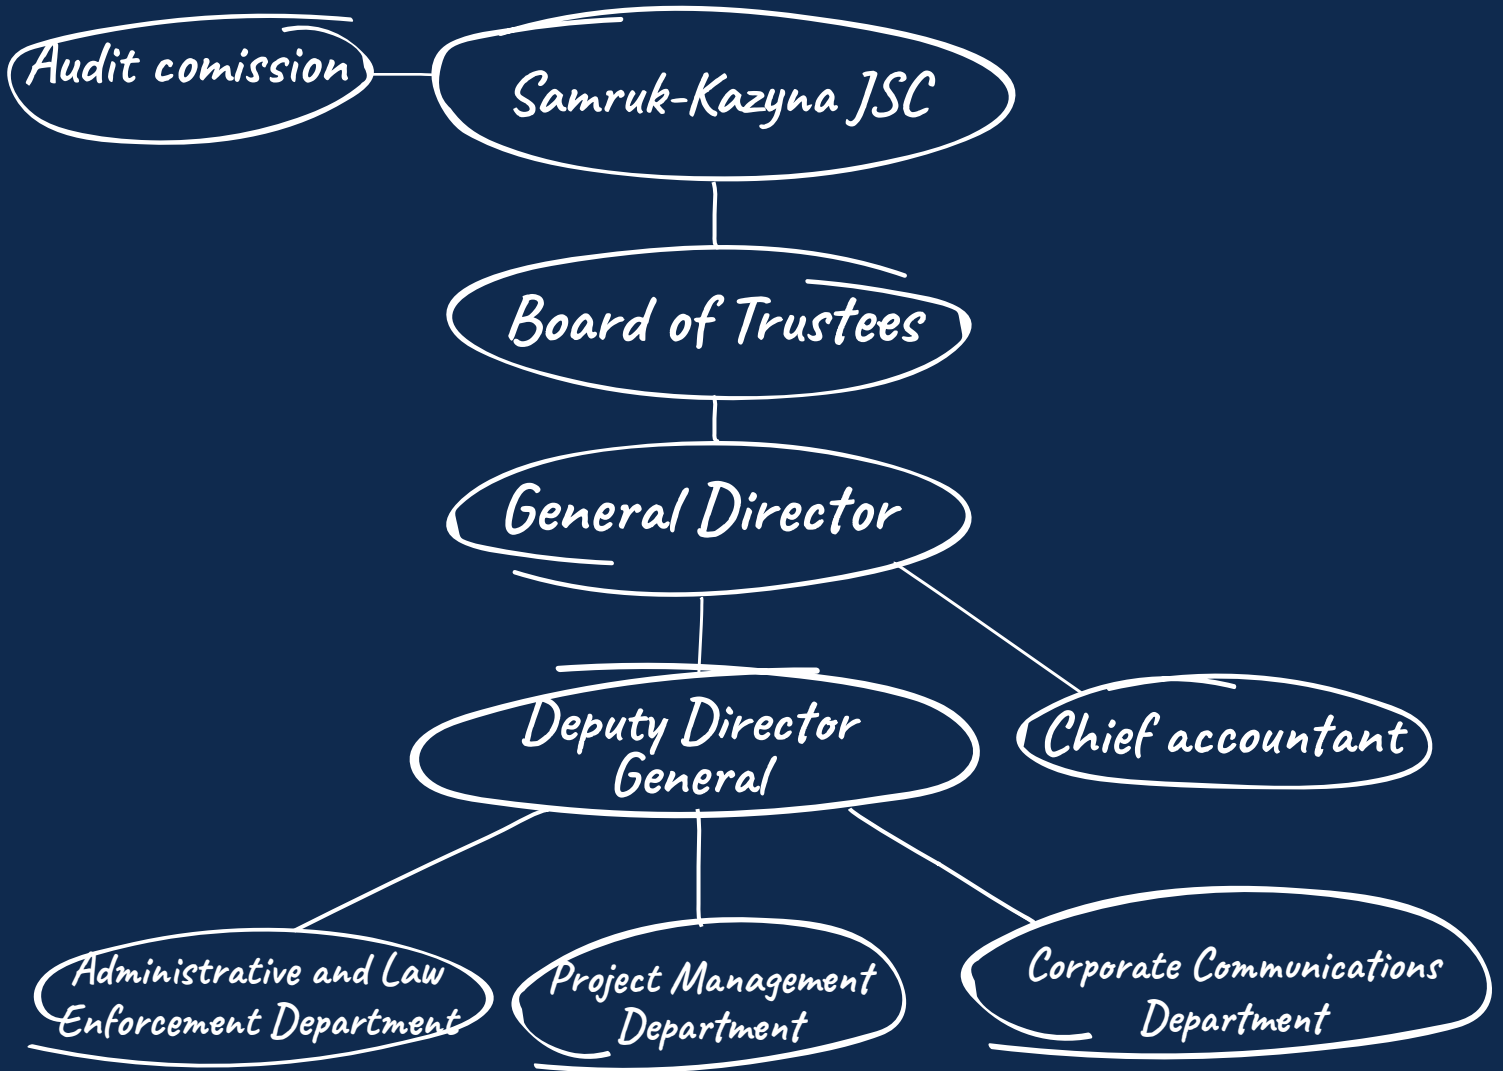 Audit comission
Samruk-Kazyna JSC
Board of Trustees
General Director
Deputy Director
General
Chief accountant
Administrative and Law
Enforcement Department
Project Management
Department
Corporate Communications
Department